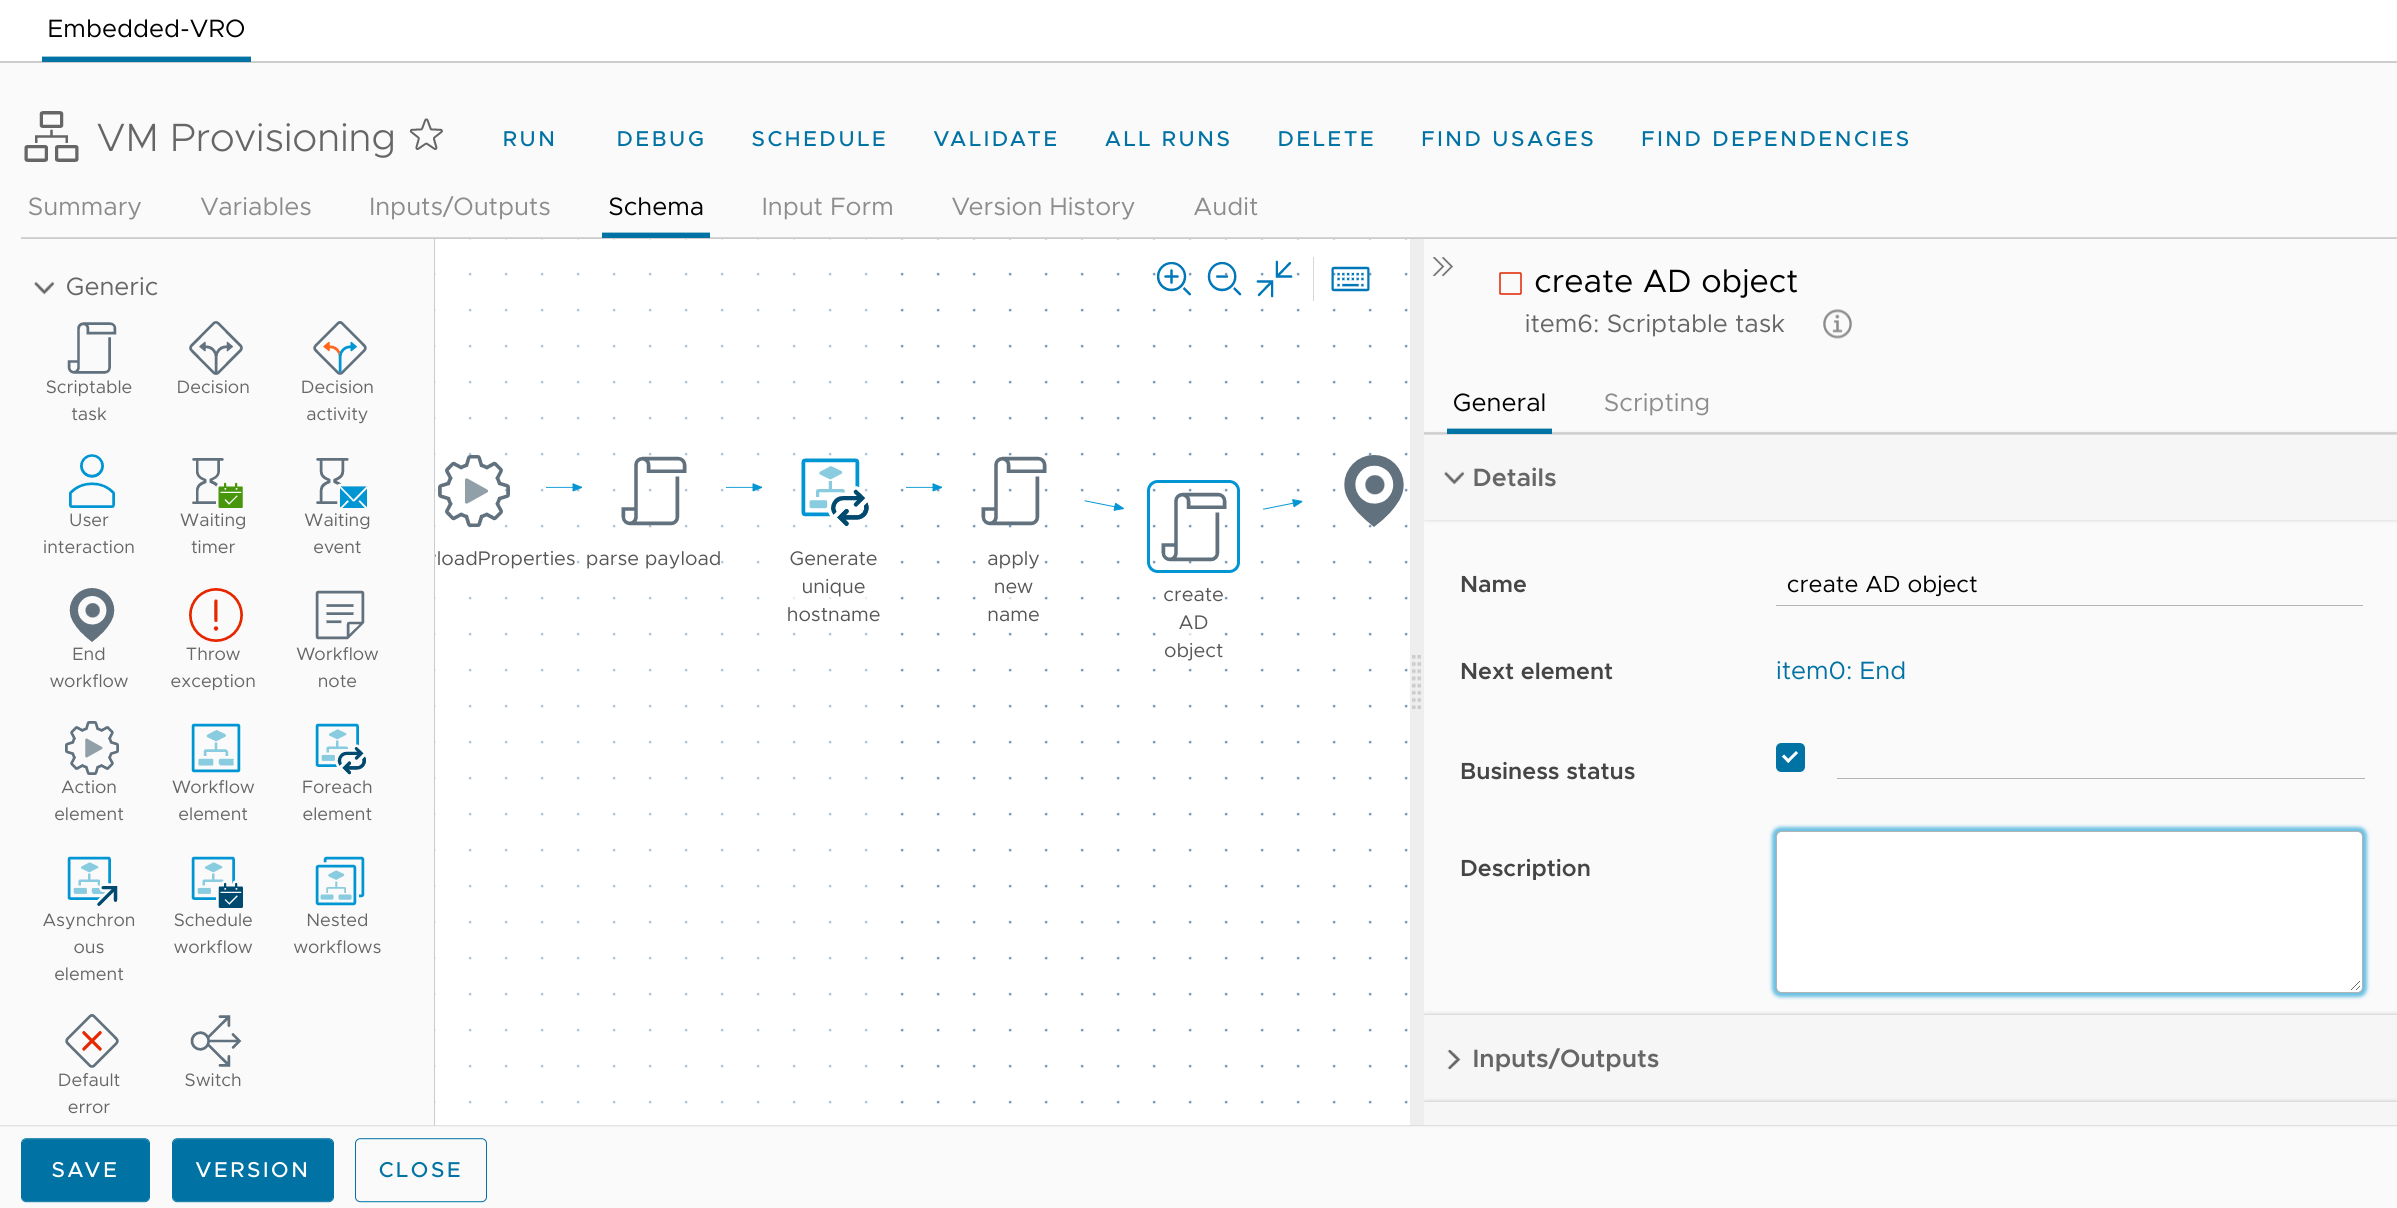 Embedded-VRO
VM Provisioning
RUN DEBUG SCHEDULE VALIDATE ALL RUNS DELETE FIND USAGES FIND DEPENDENCIES
Summary Variables Inputs/Outputs Schema Input Form Version History Audit
Generic
Scriptable
task
Decision
Decision
activity
User
interaction
Waiting
timer
Waiting
event
End
workflow
Throw
exception
Workflow
note
Action
element
Workflow
element
Foreach
element
Asynchron
ous
element
Schedule
workflow
Nested
workflows
Default
error
Switch
loadProperties
parse payload
Generate
unique
hostname
apply
new
name
create
AD
object
create AD object
item6: Scriptable task
General Scripting
Details
Name create AD object
Next element item0: End
Business status
Description
Inputs/Outputs
SAVE VERSION CLOSE